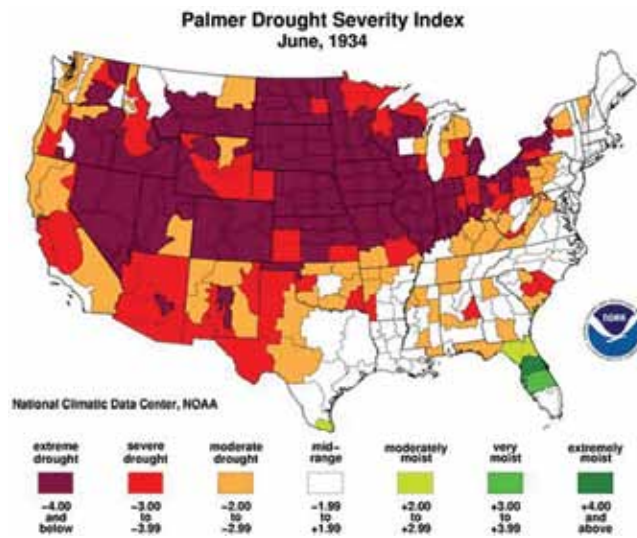 Palmer Drought Severity Index
June, 1934
National Climatic Data Center, NOAA
extreme drought
severe drought
moderate drought
mid-range
moderately moist
very moist
extremely moist
−4.00 and below
−3.00 to −3.99
−2.00 to −2.99
−1.99 to +1.99
+2.00 to +2.99
+3.00 to +3.99
+4.00 and above